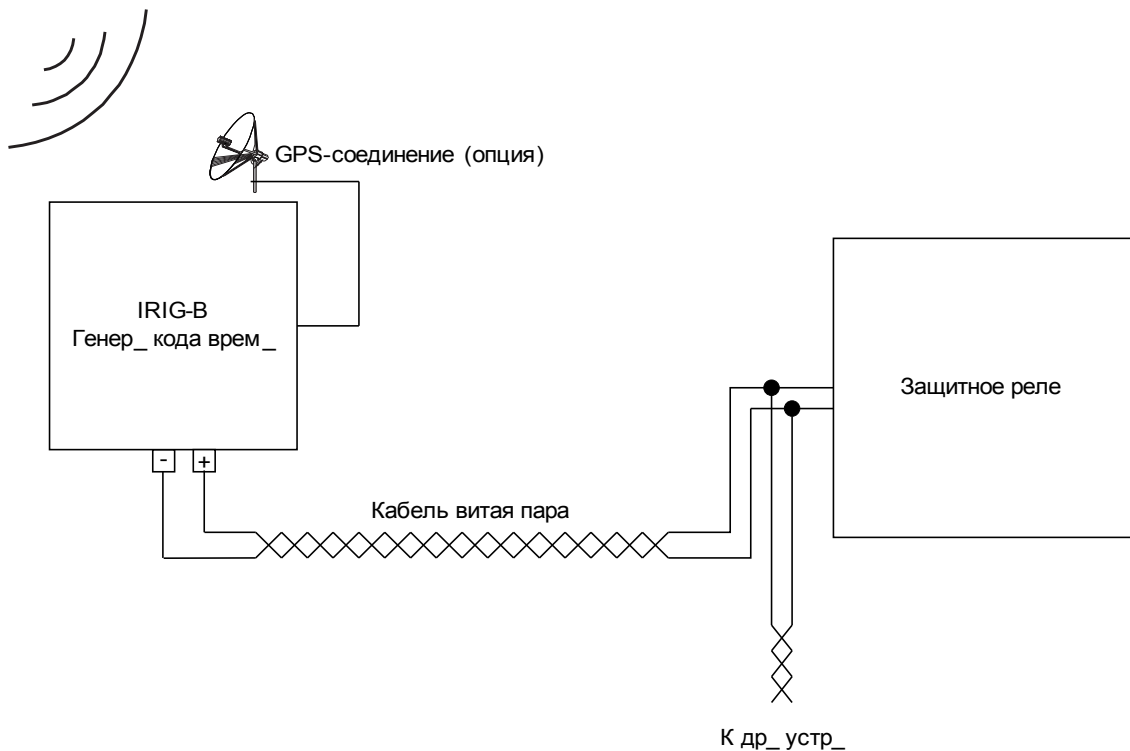 GPS-соединение (опция)
IRIG-B
Генер_ кода врем_
Защитное реле
- +
Кабель витая пара
К др_ устр_